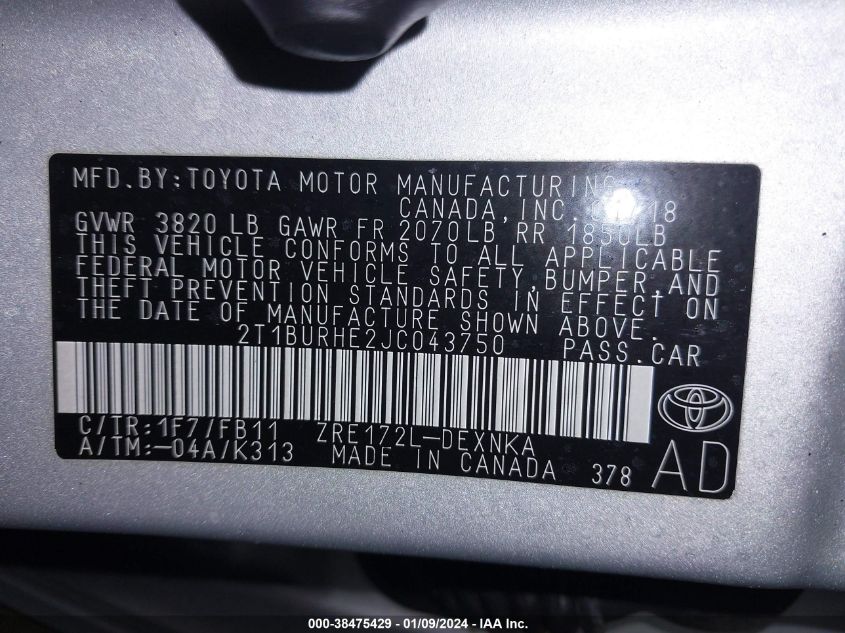 MFD.BY:TOYOTA MOTOR MANUFACTURING
CANADA,INC. 18
GVWR 3820 LB GAWR FR 2070LB,RR 1850LB
THIS VEHICLE CONFORMS TO ALL APPLICABLE
FEDERAL MOTOR VEHICLE SAFETY,BUMPER,AND
THEFT PREVENTION STANDARDS IN EFFECT ON
THE DATE OF MANUFACTURE SHOWN ABOVE.
2T1BURHE2JC043750 PASS.CAR
C/TR:1F7/FB11 ZRE172L-DEXNKA
A/TM:-04A/K313 MADE IN CANADA 378
AD
000-38475429 - 01/09/2024 - IAA Inc.